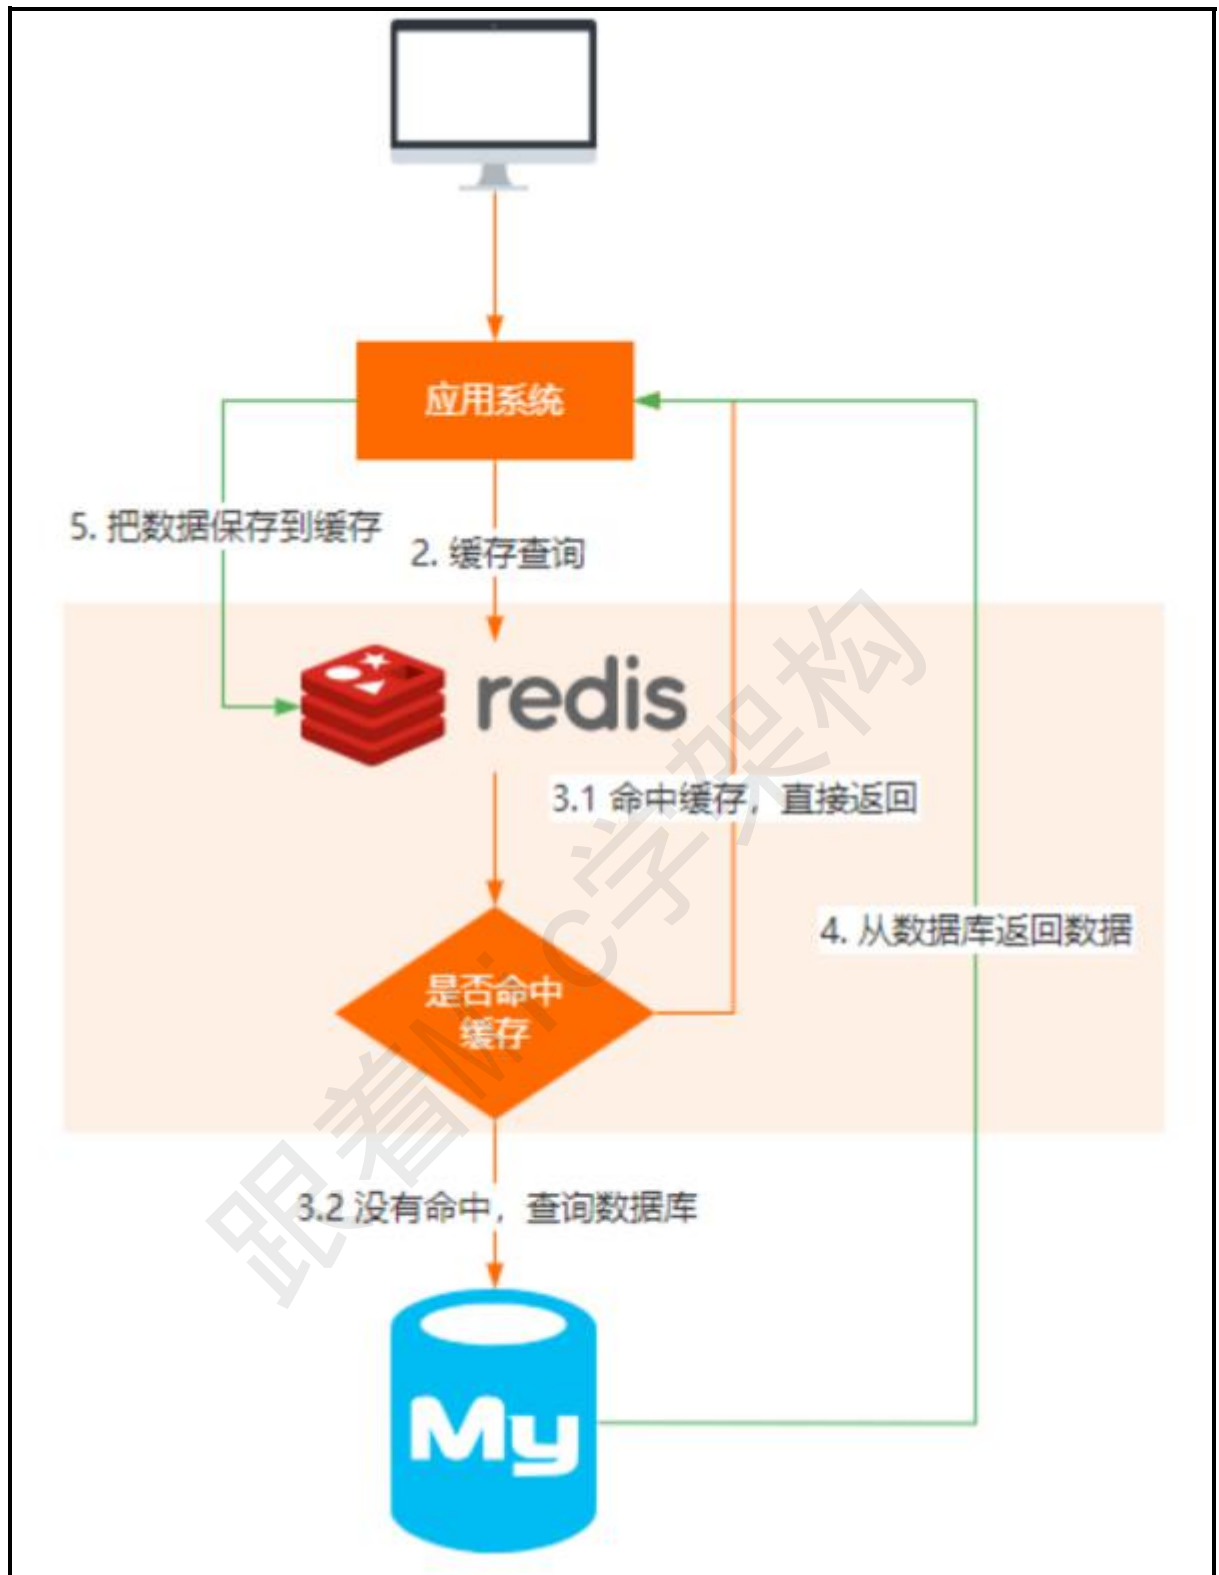 应用系统
5. 把数据保存到缓存
2. 缓存查询
redis
3.1 命中缓存，直接返回
4. 从数据库返回数据
是否命中
缓存
3.2 没有命中，查询数据库
My
跟着Mic学架构